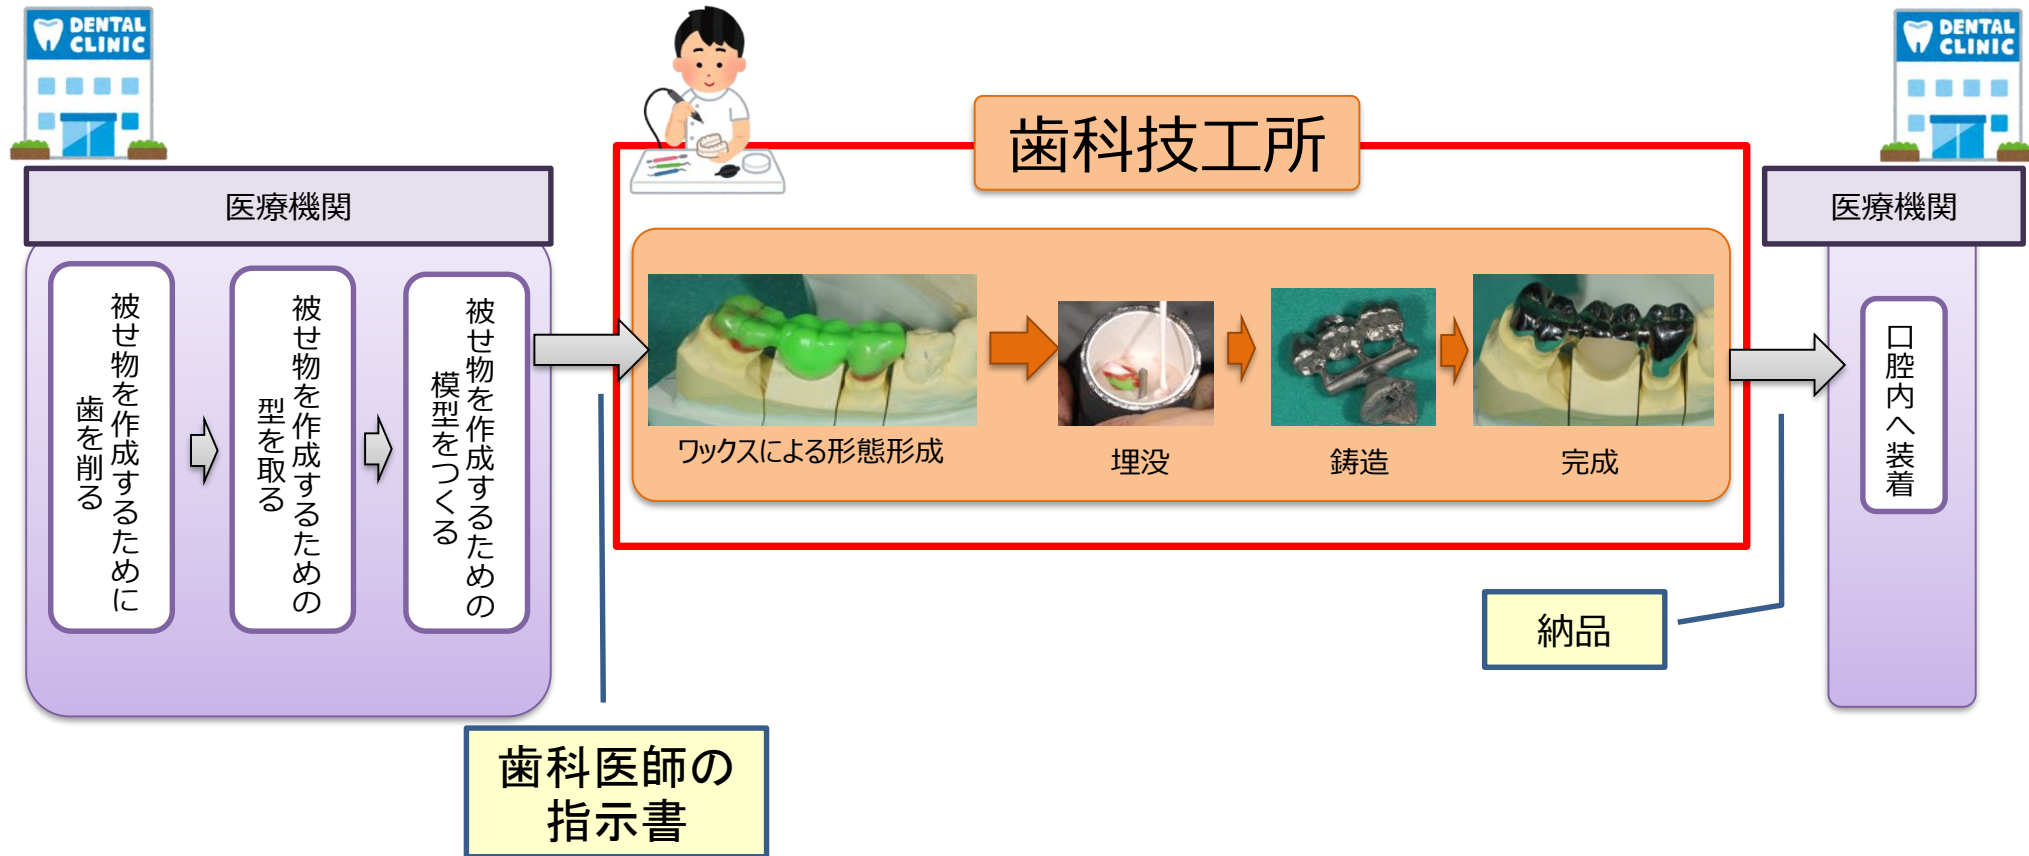 DENTAL
CLINIC
医療機関
被せ物を作成するために
歯を削る
被せ物を作成するための
型を取る
被せ物を作成するための
模型をつくる
歯科医師の
指示書
歯科技工所
ワックスによる形態形成
埋没
鋳造
完成
納品
DENTAL
CLINIC
医療機関
口腔内へ装着